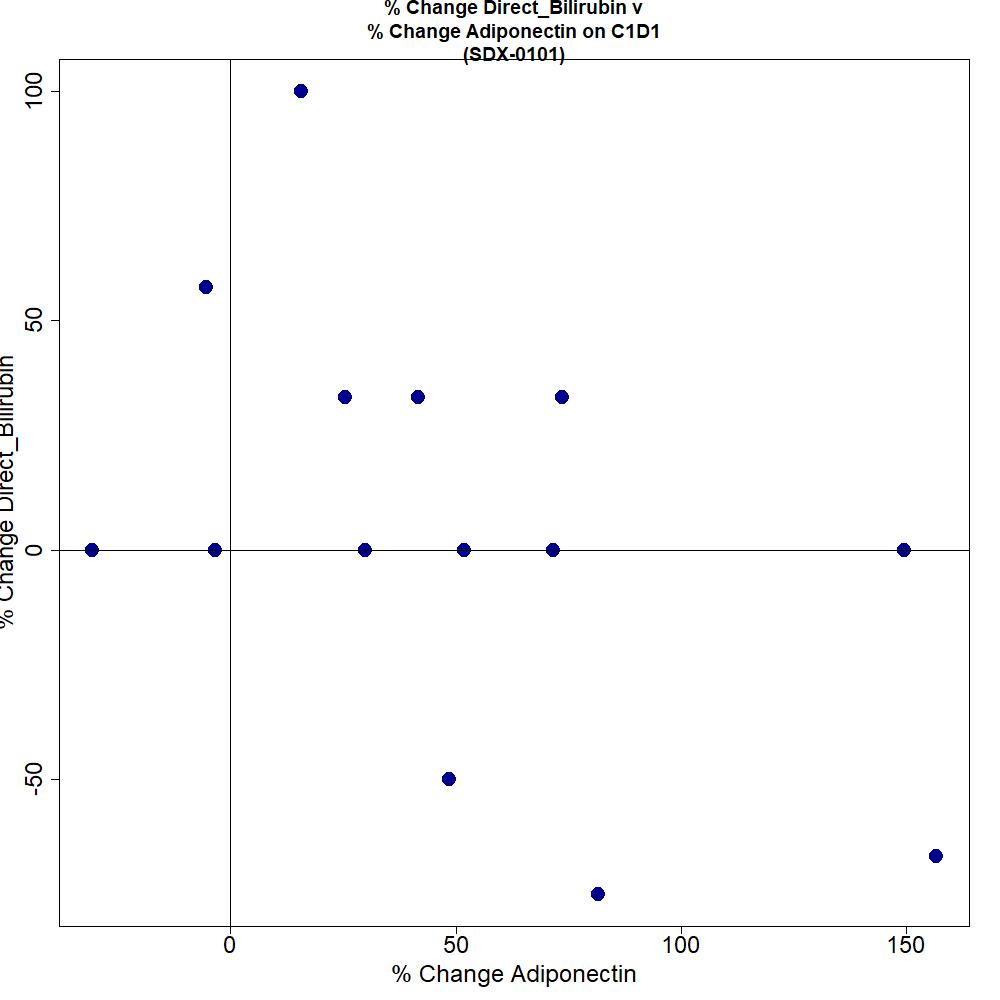 % Change Direct_Bilirubin v
% Change Adiponectin on C1D1
(SDX-0101)
100
50
0
-50
% Change Direct_Bilirubin
0
50
100
150
% Change Adiponectin